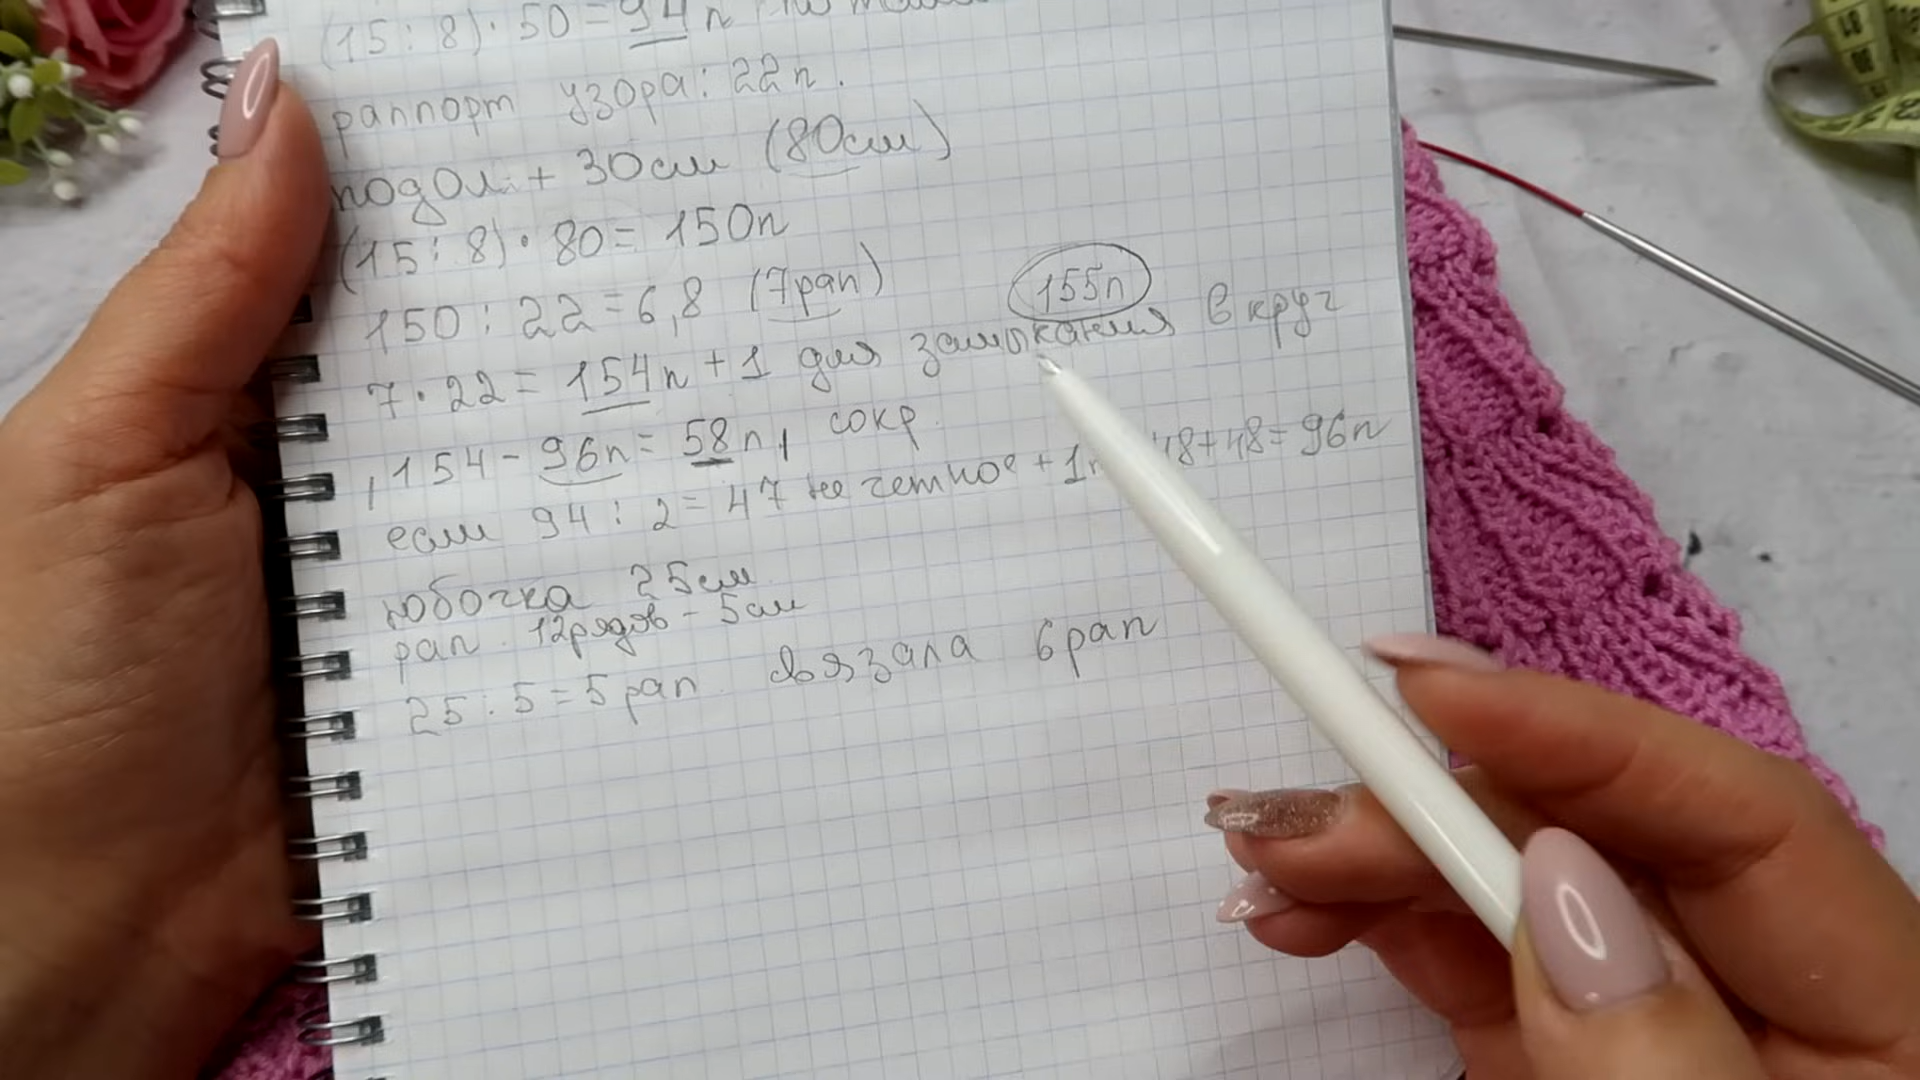 (15:8)·50=94п на
раппорт узора: 22п.
подол + 30см (80см)
(15:8)·80=150п
150:22=6,8 (7рап) 155п
7·22=154п+1 для замыкания в круг
154-96п=58п, сокр.
если 94:2=47 не четное +1п 48+48=96п
юбочка 25см
рап. 12рядов - 5см
25:5=5рап вязала 6рап